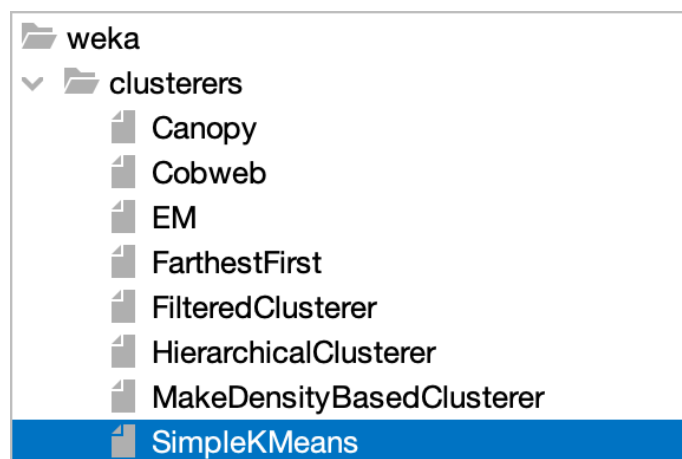 weka
clusterers
Canopy
Cobweb
EM
FarthestFirst
FilteredClusterer
HierarchicalClusterer
MakeDensityBasedClusterer
SimpleKMeans